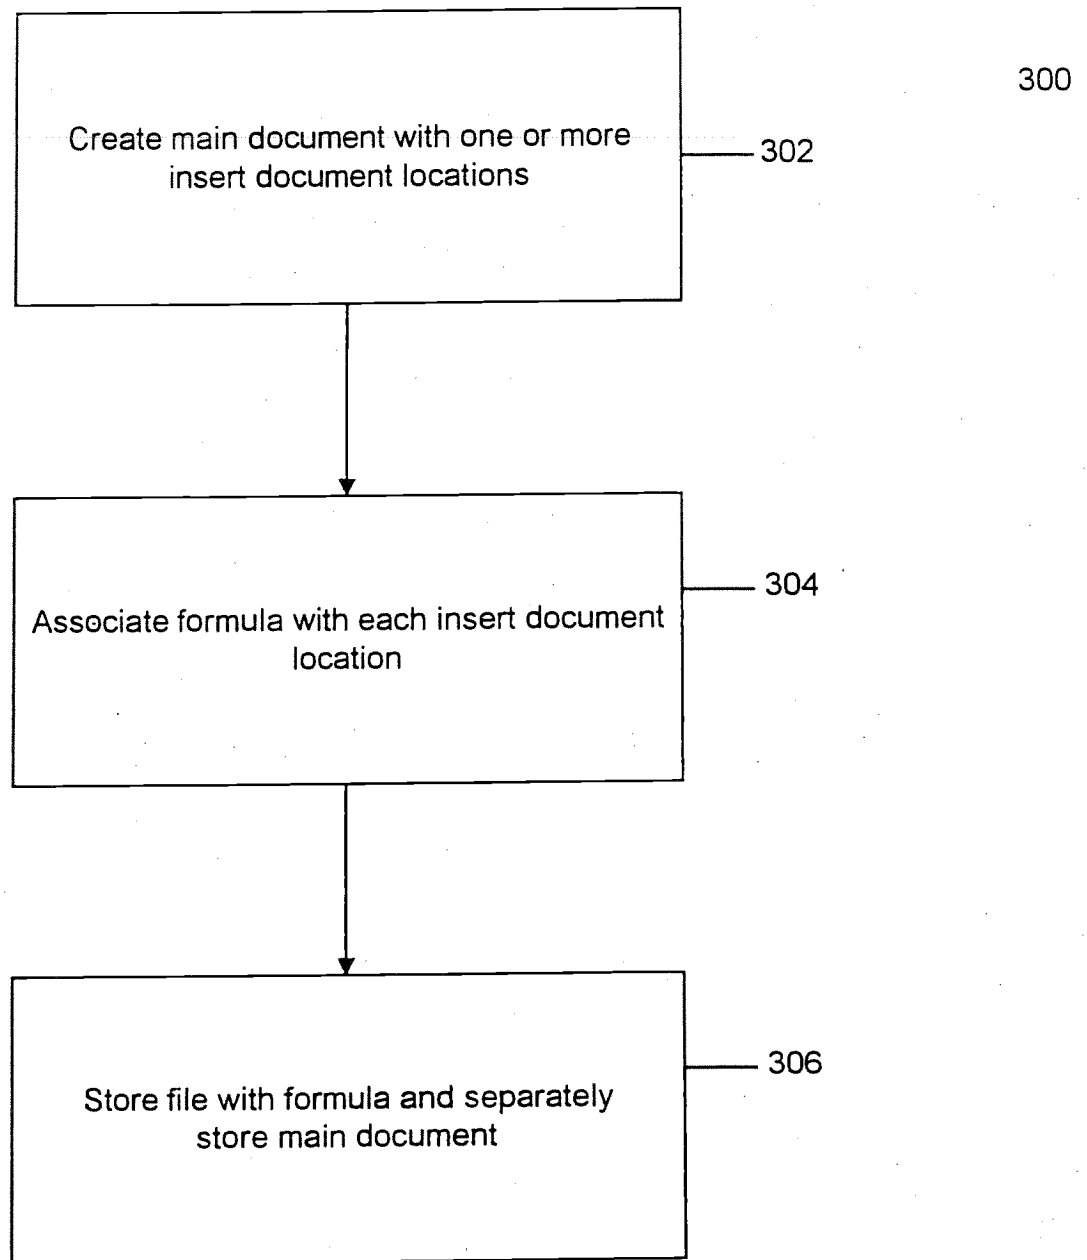 300
Create main document with one or more
insert document locations
302
Associate formula with each insert document
location
304
Store file with formula and separately
store main document
306